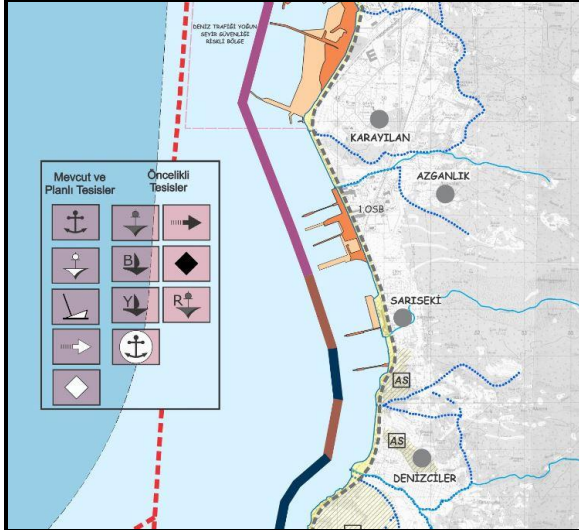 DENİZ TRAFİĞİ YOĞUN
SEYİR GÜVENLİĞİ
RİSKLİ BÖLGE
KARAYILAN
AZGANLIK
Mevcut ve
Planlı Tesisler
Öncelikli
Tesisler
B
Y
R
1.OSB
SARISEKİ
AS
AS
DENİZCİLER